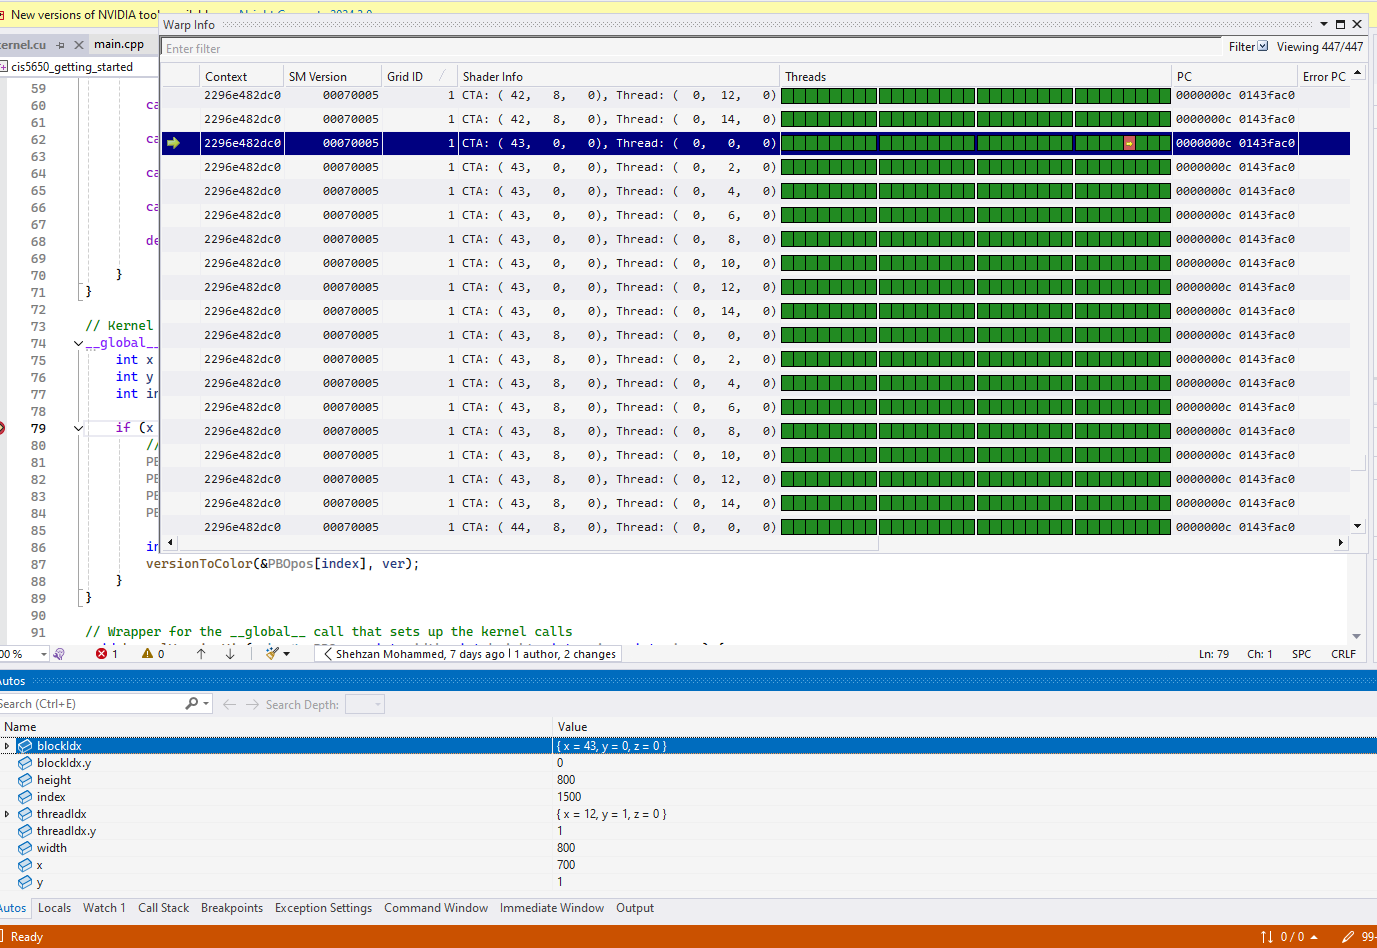 New versions of NVIDIA
Warp Info
kernel.cu
main.cpp
Enter filter
Filter
Viewing 447/447
cis5650_getting_started
Context SM Version Grid ID Shader Info Threads PC Error PC
2296e482dc0 00070005 1 CTA: ( 42, 8, 0), Thread: ( 0, 12, 0) 0000000c 0143fac0
2296e482dc0 00070005 1 CTA: ( 42, 8, 0), Thread: ( 0, 14, 0) 0000000c 0143fac0
2296e482dc0 00070005 1 CTA: ( 43, 0, 0), Thread: ( 0, 0, 0) 0000000c 0143fac0
2296e482dc0 00070005 1 CTA: ( 43, 0, 0), Thread: ( 0, 2, 0) 0000000c 0143fac0
2296e482dc0 00070005 1 CTA: ( 43, 0, 0), Thread: ( 0, 4, 0) 0000000c 0143fac0
2296e482dc0 00070005 1 CTA: ( 43, 0, 0), Thread: ( 0, 6, 0) 0000000c 0143fac0
2296e482dc0 00070005 1 CTA: ( 43, 0, 0), Thread: ( 0, 8, 0) 0000000c 0143fac0
2296e482dc0 00070005 1 CTA: ( 43, 0, 0), Thread: ( 0, 10, 0) 0000000c 0143fac0
2296e482dc0 00070005 1 CTA: ( 43, 0, 0), Thread: ( 0, 12, 0) 0000000c 0143fac0
2296e482dc0 00070005 1 CTA: ( 43, 0, 0), Thread: ( 0, 14, 0) 0000000c 0143fac0
2296e482dc0 00070005 1 CTA: ( 43, 8, 0), Thread: ( 0, 0, 0) 0000000c 0143fac0
2296e482dc0 00070005 1 CTA: ( 43, 8, 0), Thread: ( 0, 2, 0) 0000000c 0143fac0
2296e482dc0 00070005 1 CTA: ( 43, 8, 0), Thread: ( 0, 4, 0) 0000000c 0143fac0
2296e482dc0 00070005 1 CTA: ( 43, 8, 0), Thread: ( 0, 6, 0) 0000000c 0143fac0
2296e482dc0 00070005 1 CTA: ( 43, 8, 0), Thread: ( 0, 8, 0) 0000000c 0143fac0
2296e482dc0 00070005 1 CTA: ( 43, 8, 0), Thread: ( 0, 10, 0) 0000000c 0143fac0
2296e482dc0 00070005 1 CTA: ( 43, 8, 0), Thread: ( 0, 12, 0) 0000000c 0143fac0
2296e482dc0 00070005 1 CTA: ( 43, 8, 0), Thread: ( 0, 14, 0) 0000000c 0143fac0
2296e482dc0 00070005 1 CTA: ( 44, 8, 0), Thread: ( 0, 0, 0) 0000000c 0143fac0
59
60 ca
61
62 ca
63
64 ca
65
66 ca
67
68 de
69
70 }
71 }
72
73 // Kernel
74 __global__
75 int x
76 int y
77 int in
78
79 if (x
80 //
81 PB
82 PB
83 PB
84 PB
85
86 in
87 versionToColor(&PBOpos[index], ver);
88 }
89 }
90
91 // Wrapper for the __global__ call that sets up the kernel calls
00 % 1 0 Shehzan Mohammed, 7 days ago | 1 author, 2 changes Ln: 79 Ch: 1 SPC CRLF
Autos
Search (Ctrl+E) Search Depth:
Name Value
blockIdx { x = 43, y = 0, z = 0 }
blockIdx.y 0
height 800
index 1500
threadIdx { x = 12, y = 1, z = 0 }
threadIdx.y 1
width 800
x 700
y 1
Autos Locals Watch 1 Call Stack Breakpoints Exception Settings Command Window Immediate Window Output
Ready 0 / 0 99+